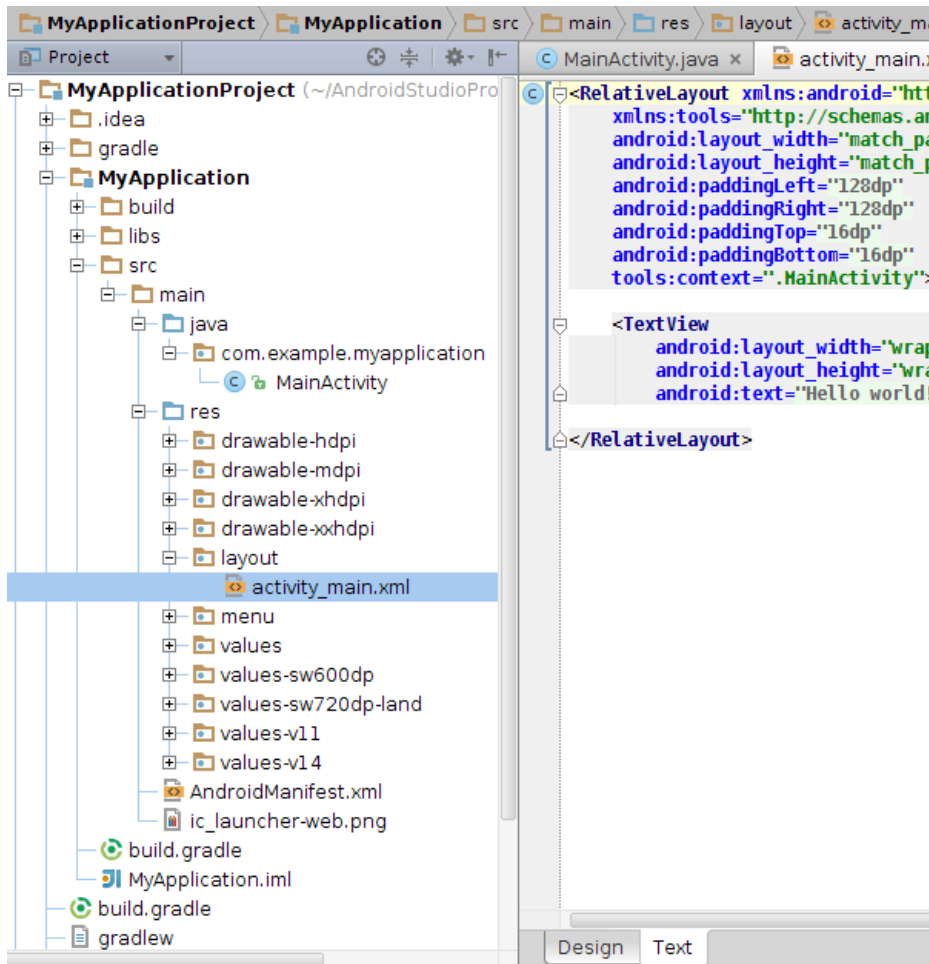 MyApplicationProject MyApplication src main res layout activity_ma
Project
MyApplicationProject (~/AndroidStudioPro
.idea
gradle
MyApplication
build
libs
src
main
java
com.example.myapplication
MainActivity
res
drawable-hdpi
drawable-mdpi
drawable-xhdpi
drawable-xxhdpi
layout
activity_main.xml
menu
values
values-sw600dp
values-sw720dp-land
values-v11
values-v14
AndroidManifest.xml
ic_launcher-web.png
build.gradle
MyApplication.iml
build.gradle
gradlew
MainActivity.java × activity_main.x
<RelativeLayout xmlns:android="htt
xmlns:tools="http://schemas.an
android:layout_width="match_pa
android:layout_height="match_p
android:paddingLeft="128dp"
android:paddingRight="128dp"
android:paddingTop="16dp"
android:paddingBottom="16dp"
tools:context=".MainActivity">
<TextView
android:layout_width="wrap
android:layout_height="wra
android:text="Hello world!
</RelativeLayout>
Design Text